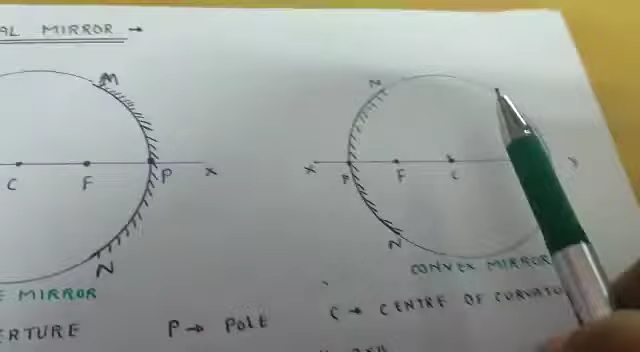 AL MIRROR →
M
M
C F P X
X P F C
N
N
CONVEX MIRROR
E MIRROR
ERTURE P → POLE C → CENTRE OF CURVATU